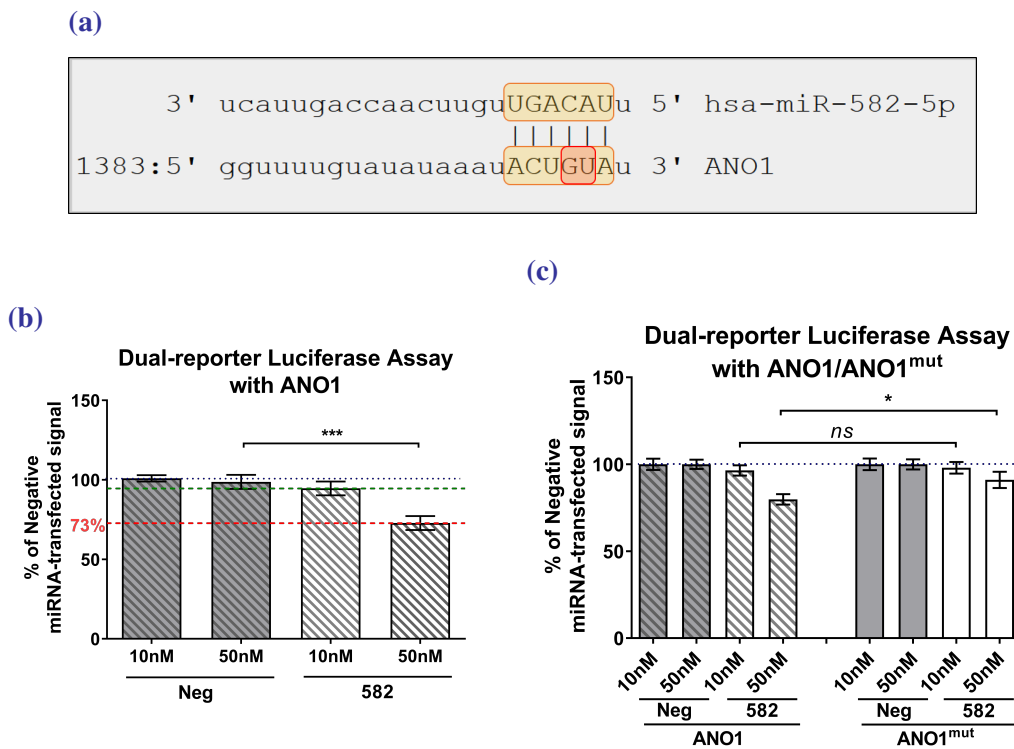 (a)
3' ucauugaccaacuuguUGACAUu 5' hsa-miR-582-5p
||||||
1383:5' gguuuuguauauaaauACUGUAu 3' ANO1
(b)
Dual-reporter Luciferase Assay
with ANO1
% of Negative
miRNA-transfected signal
150
***
100
73%
50
0
10nM 50nM 10nM 50nM
Neg 582
(c)
Dual-reporter Luciferase Assay
with ANO1/ANO1mut
% of Negative
miRNA-transfected signal
150
*
ns
100
50
0
10nM 50nM 10nM 50nM 10nM 50nM 10nM 50nM
Neg 582 Neg 582
ANO1 ANO1mut